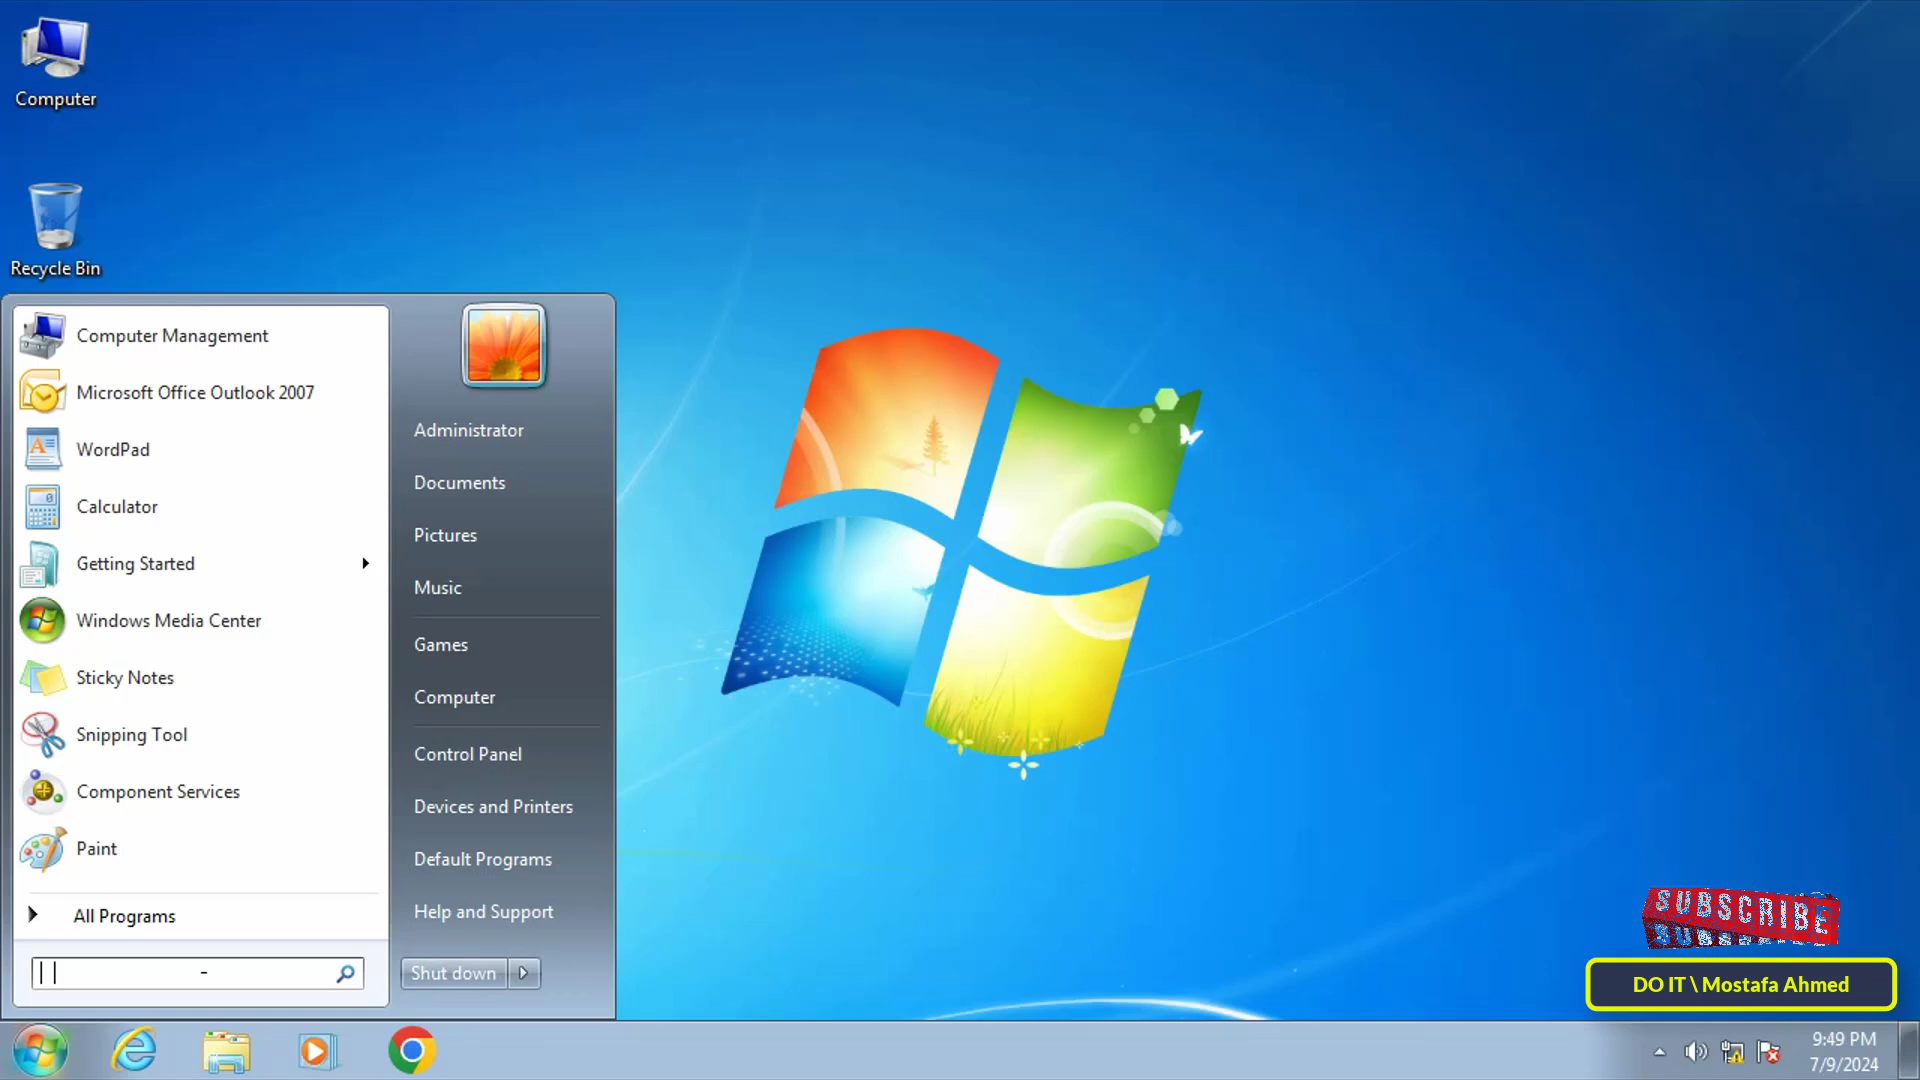 Computer
Recycle Bin
Computer Management
Microsoft Office Outlook 2007
WordPad
Calculator
Getting Started
Windows Media Center
Sticky Notes
Snipping Tool
Component Services
Paint
All Programs
Administrator
Documents
Pictures
Music
Games
Computer
Control Panel
Devices and Printers
Default Programs
Help and Support
Shut down
SUBSCRIBE
DO IT \ Mostafa Ahmed
9:49 PM
7/9/2024